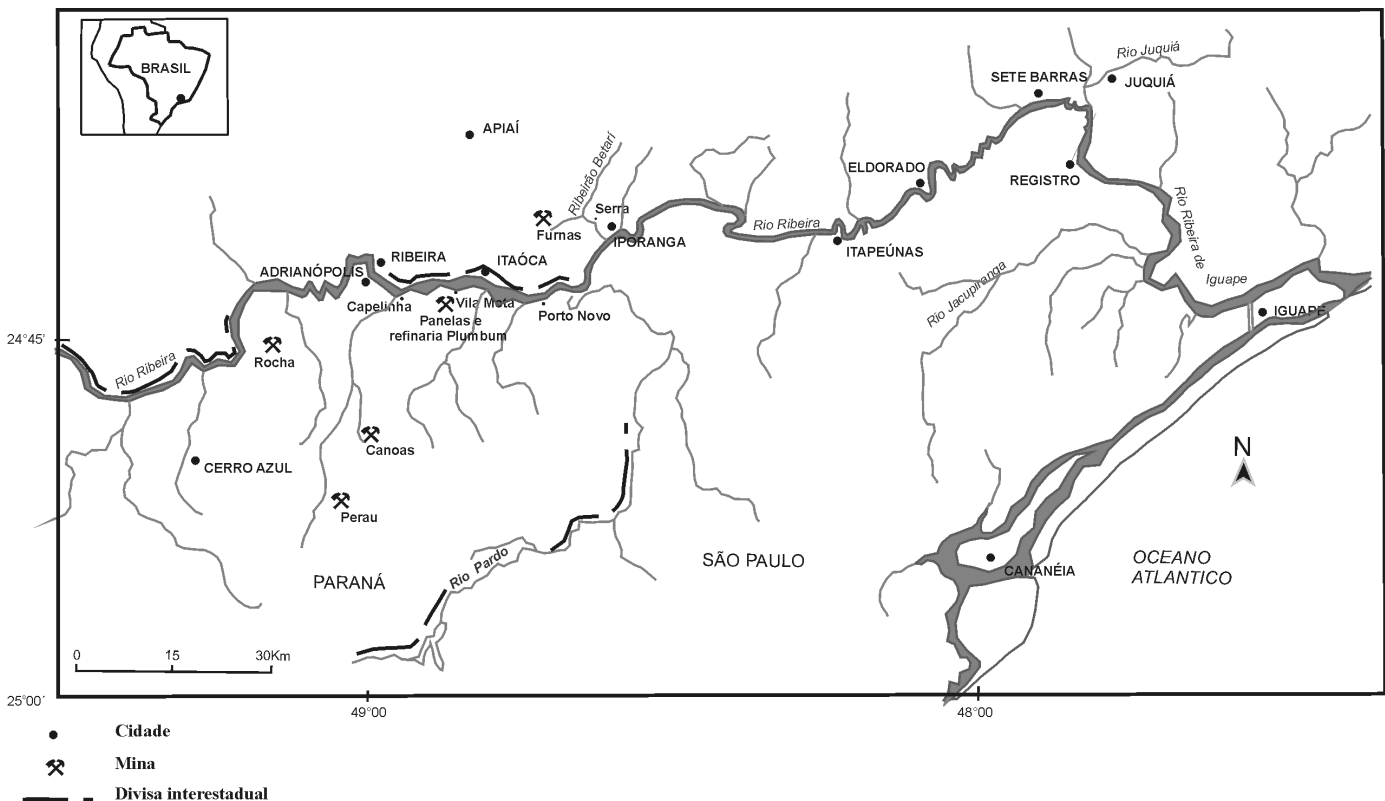 BRASIL
Rio Juquiá
SETE BARRAS
JUQUIÁ
APIAÍ
Ribeirão Betarí
ELDORADO
REGISTRO
Serra
Furnas
IPORANGA
Rio Ribeira
ITAPEÚNAS
Rio Ribeira de
Iguape
RIBEIRA
ITAÓCA
ADRIANÓPOLIS
Capelinha
Vila Mota
Porto Novo
Panelas e
refinaria Plumbum
Rio Jacupiranga
IGUAPE
24°45´
Rio Ribeira
Rocha
Canoas
CERRO AZUL
Perau
N
Rio Pardo
SÃO PAULO
PARANÁ
CANANÉIA
OCEANO
ATLANTICO
0 15 30Km
25°00´
49°00
48°00
Cidade
Mina
Divisa interestadual